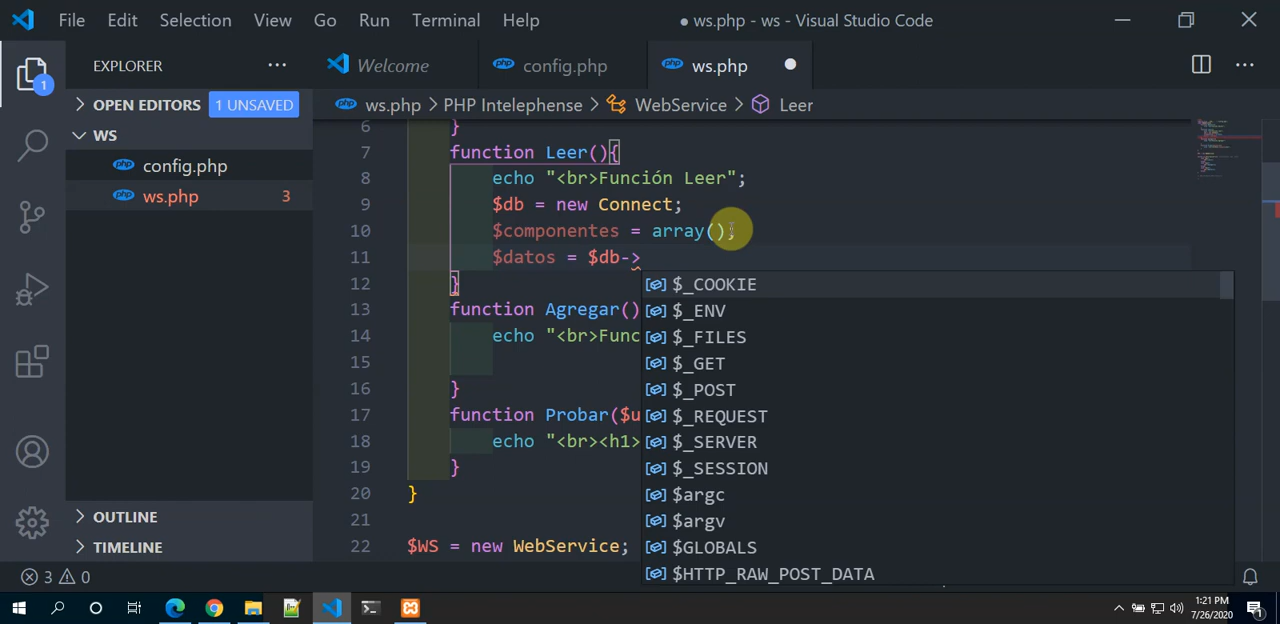 File Edit Selection View Go Run Terminal Help ● ws.php - ws - Visual Studio Code
EXPLORER ··· Welcome config.php ws.php ●
1
OPEN EDITORS 1 UNSAVED
ws.php > PHP Intelephense > WebService > Leer
WS
config.php
ws.php 3
6 }
7 function Leer(){
8 echo "<br>Función Leer";
9 $db = new Connect;
10 $componentes = array();
11 $datos = $db->
12 }
13 function Agregar()
14 echo "<br>Func
15
16 }
17 function Probar($u
18 echo "<br><h1>
19 }
20 }
21
22 $WS = new WebService;
$_COOKIE
$_ENV
$_FILES
$_GET
$_POST
$_REQUEST
$_SERVER
$_SESSION
$argc
$argv
$GLOBALS
$HTTP_RAW_POST_DATA
OUTLINE
TIMELINE
3 0
1:21 PM
7/26/2020
1